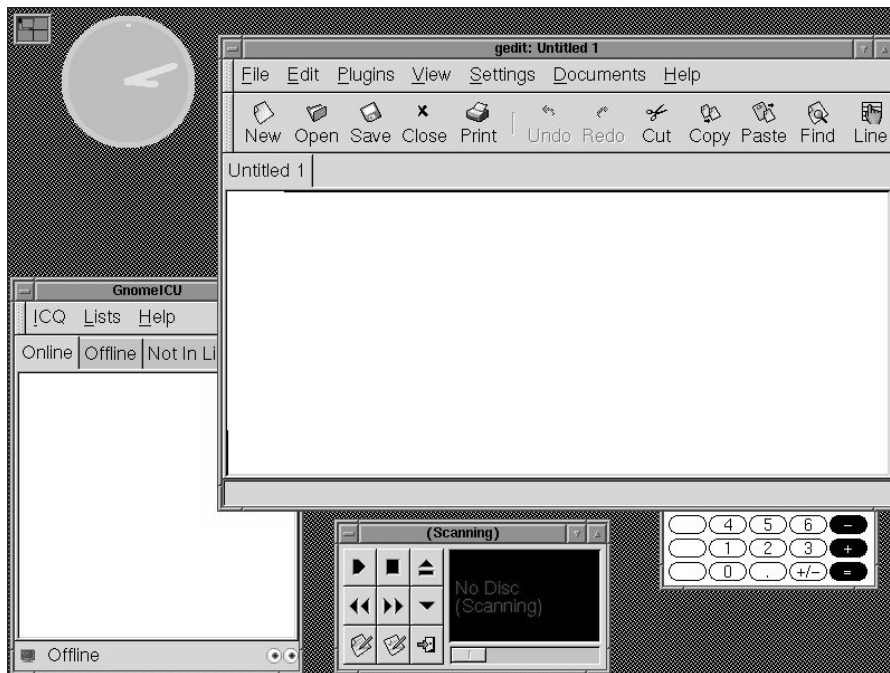 gedit: Untitled 1
File Edit Plugins View Settings Documents Help
New Open Save Close Print Undo Redo Cut Copy Paste Find Line
Untitled 1
GnomeICU
ICQ Lists Help
Online Offline Not In Li
Offline
(Scanning)
No Disc
(Scanning)
4 5 6 −
1 2 3 +
0 . +/− =